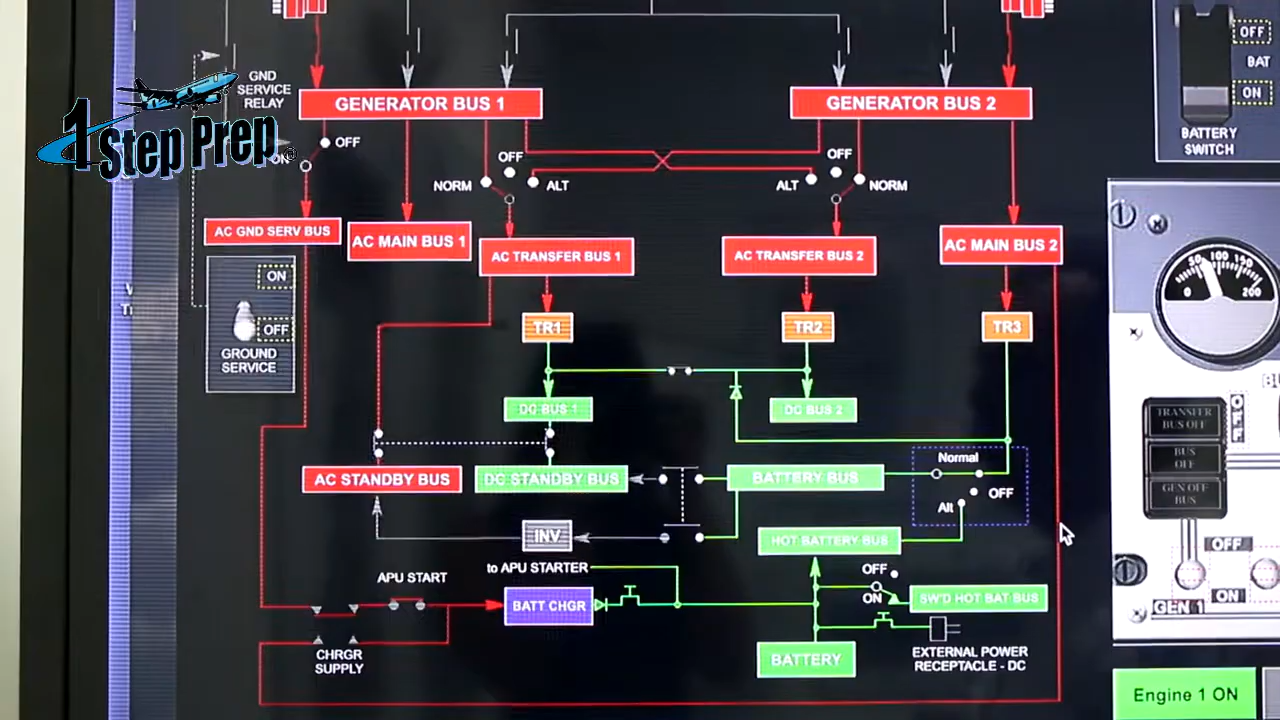 GND
SERVICE
RELAY
1
Step Prep
®
ON
OFF
GENERATOR BUS 1
GENERATOR BUS 2
OFF
BAT
ON
BATTERY
SWITCH
OFF
NORM
ALT
OFF
ALT
NORM
AC GND SERV BUS
AC MAIN BUS 1
AC TRANSFER BUS 1
AC TRANSFER BUS 2
AC MAIN BUS 2
ON
OFF
GROUND
SERVICE
TR1
TR2
TR3
0
50
100
150
200
DC BUS 1
DC BUS 2
TRANSFER
BUS OFF
BUS
OFF
GEN OFF
BUS
AC STANDBY BUS
DC STANDBY BUS
BATTERY BUS
Normal
OFF
Alt
INV
HOT BATTERY BUS
to APU STARTER
APU START
BATT CHGR
OFF
ON
SW'D HOT BAT BUS
OFF
GEN 1
ON
CHRGR
SUPPLY
BATTERY
EXTERNAL POWER
RECEPTACLE - DC
Engine 1 ON